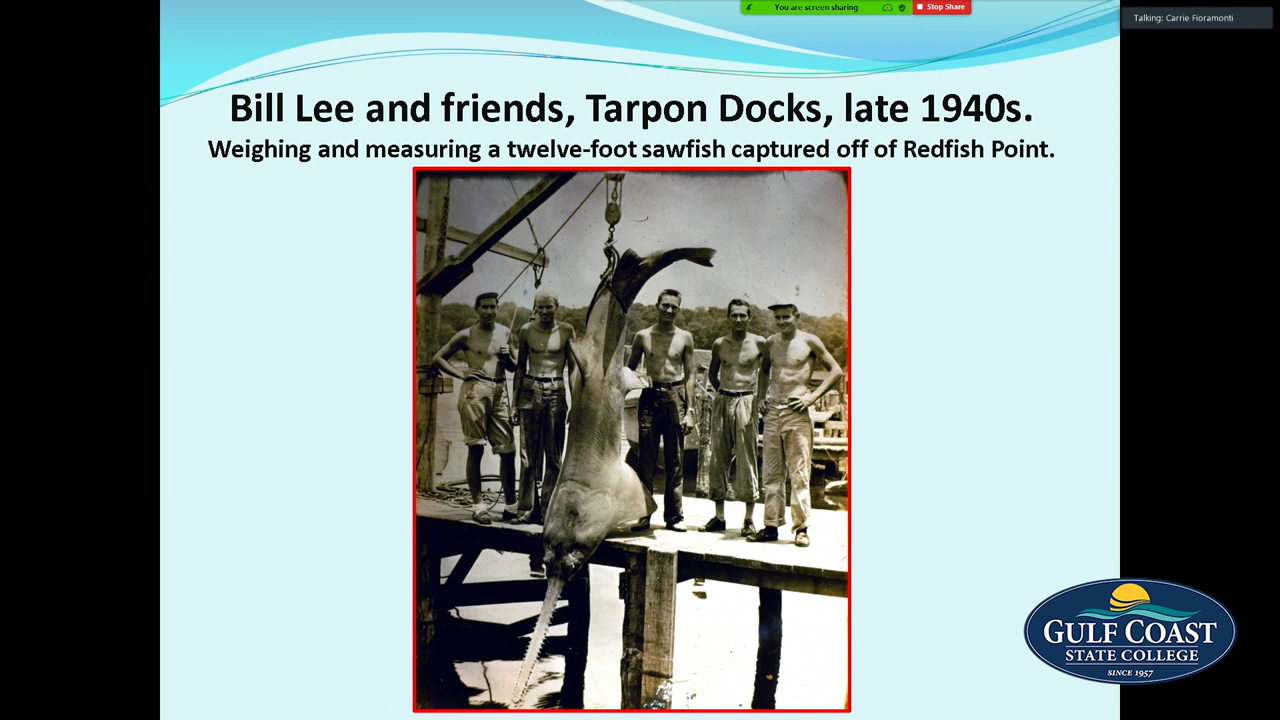 You are screen sharing
Stop Share
Talking: Carrie Fioramonti
Bill Lee and friends, Tarpon Docks, late 1940s.
Weighing and measuring a twelve-foot sawfish captured off of Redfish Point.
GULF COAST
STATE COLLEGE
SINCE 1957